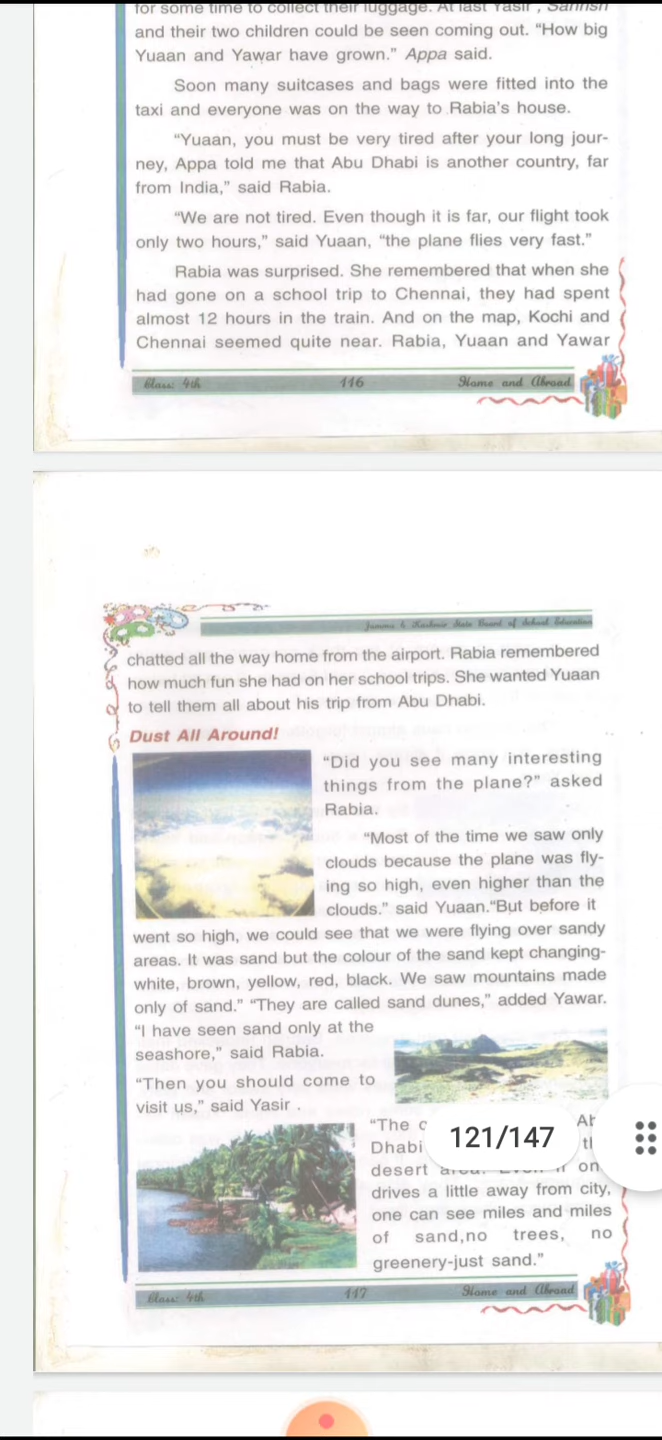 for some time to collect their luggage. At last Yasir , Sahrish
and their two children could be seen coming out. “How big
Yuaan and Yawar have grown.” Appa said.
Soon many suitcases and bags were fitted into the
taxi and everyone was on the way to Rabia's house.
“Yuaan, you must be very tired after your long jour-
ney, Appa told me that Abu Dhabi is another country, far
from India,” said Rabia.
“We are not tired. Even though it is far, our flight took
only two hours,” said Yuaan, “the plane flies very fast.”
Rabia was surprised. She remembered that when she
had gone on a school trip to Chennai, they had spent
almost 12 hours in the train. And on the map, Kochi and
Chennai seemed quite near. Rabia, Yuaan and Yawar
Class: 4th 116 Home and Abroad
Jammu & Kashmir State Board of School Education
chatted all the way home from the airport. Rabia remembered
how much fun she had on her school trips. She wanted Yuaan
to tell them all about his trip from Abu Dhabi.
Dust All Around!
“Did you see many interesting
things from the plane?” asked
Rabia.
“Most of the time we saw only
clouds because the plane was fly-
ing so high, even higher than the
clouds.” said Yuaan.“But before it
went so high, we could see that we were flying over sandy
areas. It was sand but the colour of the sand kept changing-
white, brown, yellow, red, black. We saw mountains made
only of sand.” “They are called sand dunes,” added Yawar.
“I have seen sand only at the
seashore,” said Rabia.
“Then you should come to
visit us,” said Yasir .
“The
Dhabi
desert on
drives a little away from city,
one can see miles and miles
of sand,no trees, no
greenery-just sand.”
121/147
Class: 4th 117 Home and Abroad